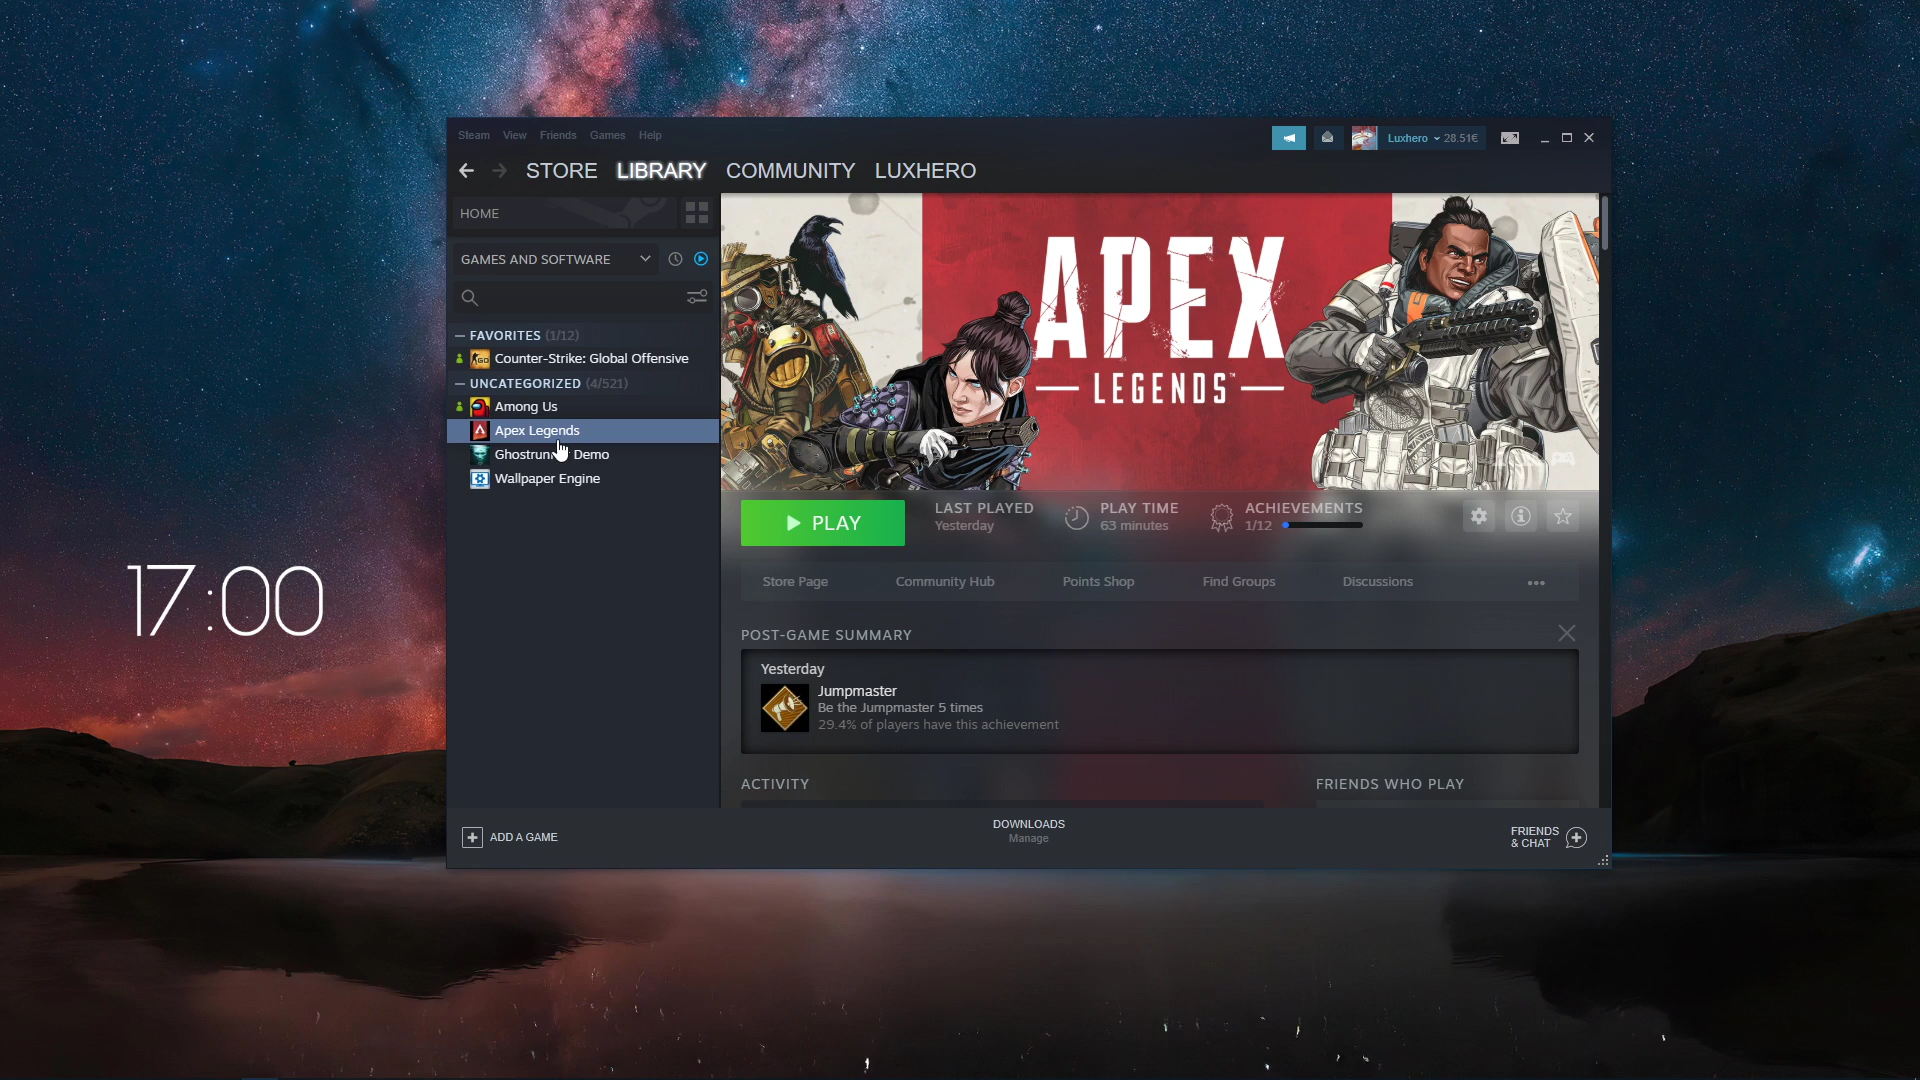 Steam View Friends Games Help
Luxhero 28.51€
STORE LIBRARY COMMUNITY LUXHERO
HOME
GAMES AND SOFTWARE
FAVORITES (1/12)
GO
Counter-Strike: Global Offensive
UNCATEGORIZED (4/521)
Among Us
Apex Legends
Demo
Wallpaper Engine
APEX
LEGENDS™
PLAY
LAST PLAYED
Yesterday
PLAY TIME
63 minutes
ACHIEVEMENTS
1/12
Store Page Community Hub Points Shop Find Groups Discussions
POST-GAME SUMMARY
Yesterday
Jumpmaster
Be the Jumpmaster 5 times
29.4% of players have this achievement
ACTIVITY
FRIENDS WHO PLAY
ADD A GAME
DOWNLOADS
Manage
FRIENDS
& CHAT
17:00